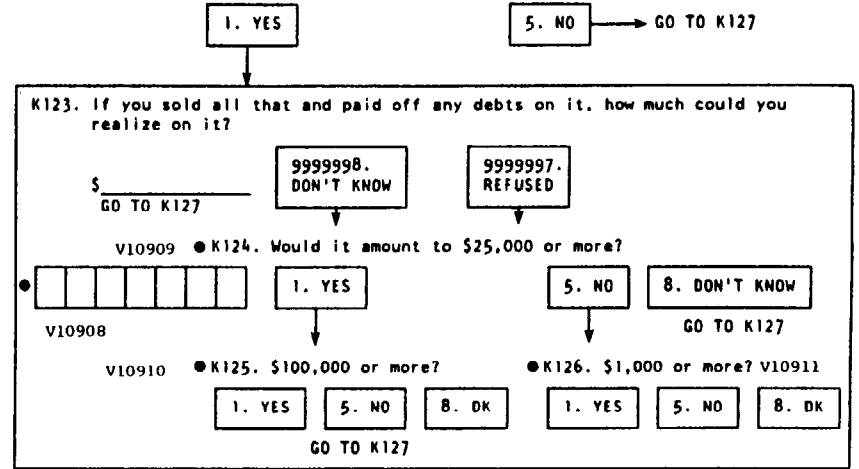 1. YES
5. NO GO TO K127
K123. If you sold all that and paid off any debts on it, how much could you
realize on it?
9999998.
DON'T KNOW
9999997.
REFUSED
$
GO TO K127
V10909 K124. Would it amount to $25,000 or more?
1. YES
5. NO
8. DON'T KNOW
V10908
GO TO K127
V10910 K125. $100,000 or more?
K126. $1,000 or more? V10911
1. YES
5. NO
8. DK
1. YES
5. NO
8. DK
GO TO K127